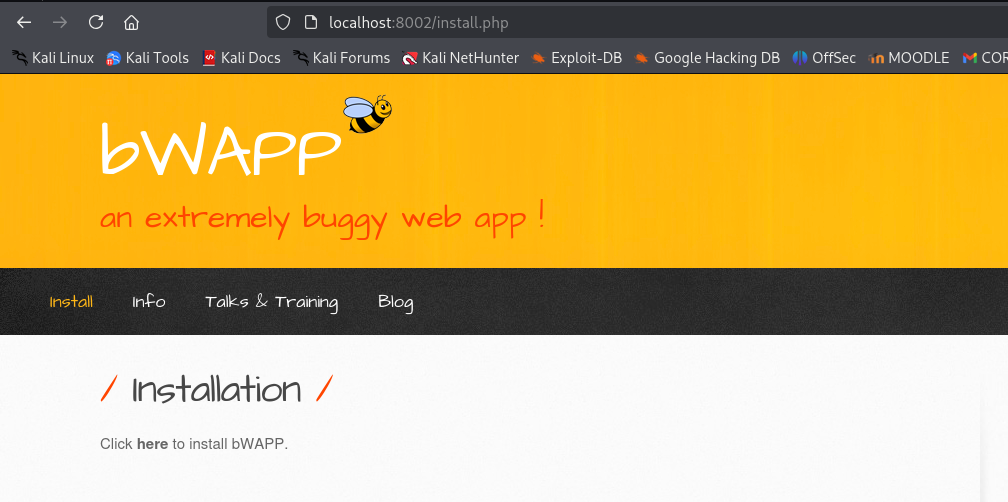 localhost:8002/install.php
Kali Linux Kali Tools Kali Docs Kali Forums Kali NetHunter Exploit-DB Google Hacking DB OffSec MOODLE COR
bWAPP
an extremely buggy web app !
Install Info Talks & Training Blog
/ Installation /
Click here to install bWAPP.